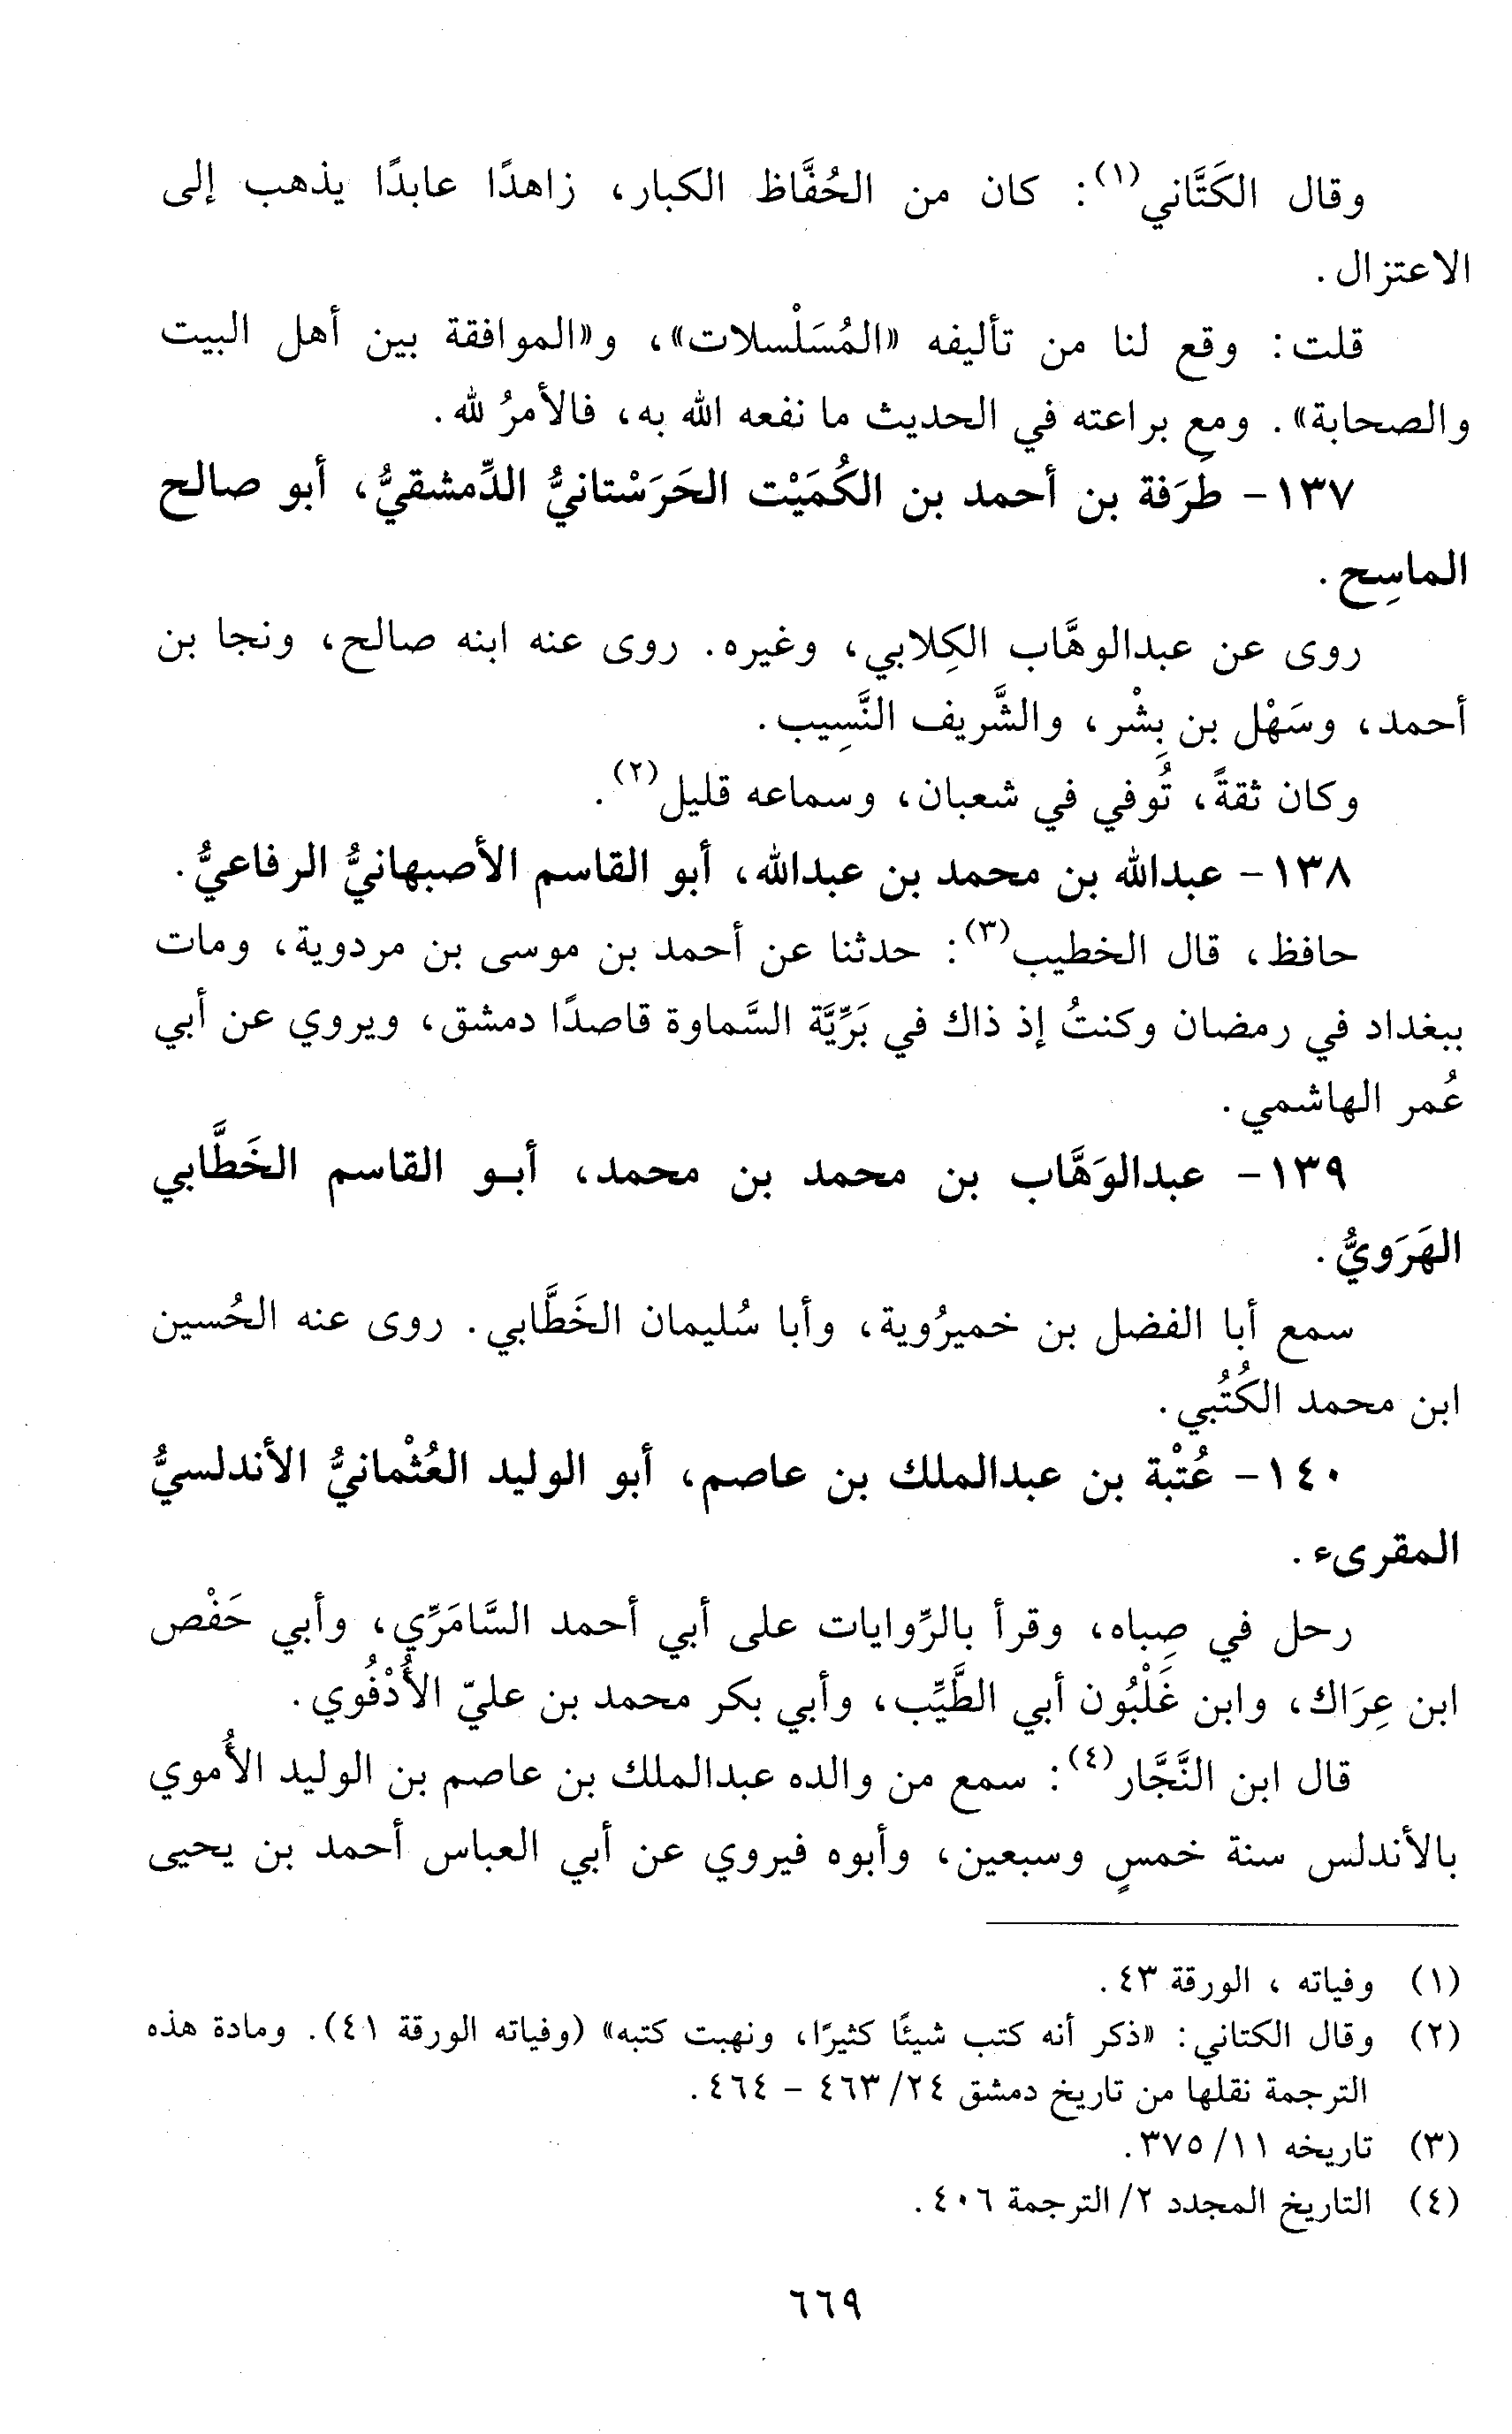 وقال الكَتَّاني(١): كان من الحُفَّاظ الكبار، زاهدًا عابدًا يذهب إلى
الاعتزال.
قلت: وقع لنا من تأليفه «المُسَلْسلات»، و«الموافقة بين أهل البيت
والصحابة». ومع براعته في الحديث ما نفعه الله به، فالأمرُ لله.
١٣٧- طَرَفة بن أحمد بن الكُمَيْت الحَرَسْتانيُّ الدِّمشقيُّ، أبو صالح
الماسِح.
روى عن عبدالوهَّاب الكِلابي، وغيره. روى عنه ابنه صالح، ونجا بن
أحمد، وسَهْل بن بِشْر، والشَّريف النَّسِيب.
وكان ثقةً، تُوفي في شعبان، وسماعه قليل(٢).
١٣٨- عبدالله بن محمد بن عبدالله، أبو القاسم الأصبهانيُّ الرفاعيُّ.
حافظ، قال الخطيب(٣): حدثنا عن أحمد بن موسى بن مردوية، ومات
ببغداد في رمضان وكنتُ إذ ذاك في بَرِّيَّة السَّماوة قاصدًا دمشق، ويروي عن أبي
عُمر الهاشمي.
١٣٩- عبدالوَهَّاب بن محمد بن محمد، أبو القاسم الخَطَّابي
الهَرَويُّ.
سمع أبا الفضل بن خميرُوية، وأبا سُليمان الخَطَّابي. روى عنه الحُسين
ابن محمد الكُتُبي.
١٤٠- عُتْبة بن عبدالملك بن عاصم، أبو الوليد العُثْمانيُّ الأندلسيُّ
المقرىء.
رحل في صِباه، وقرأ بالرِّوايات على أبي أحمد السَّامَرِّي، وأبي حَفْص
ابن عِرَاك، وابن غَلْبُون أبي الطَّيِّب، وأبي بكر محمد بن عليّ الأُدْفُوي.
قال ابن النَّجَّار(٤): سمع من والده عبدالملك بن عاصم بن الوليد الأُموي
بالأندلس سنة خمسٍ وسبعين، وأبوه فيروي عن أبي العباس أحمد بن يحيى
(١) وفياته ، الورقة ٤٣.
(٢) وقال الكتاني: «ذكر أنه كتب شيئًا كثيرًا، ونهبت كتبه» (وفياته الورقة ٤١). ومادة هذه
الترجمة نقلها من تاريخ دمشق ٢٤/ ٤٦٣ - ٤٦٤.
(٣) تاريخه ١١/ ٣٧٥.
(٤) التاريخ المجدد ٢/ الترجمة ٤٠٦.
٦٦٩